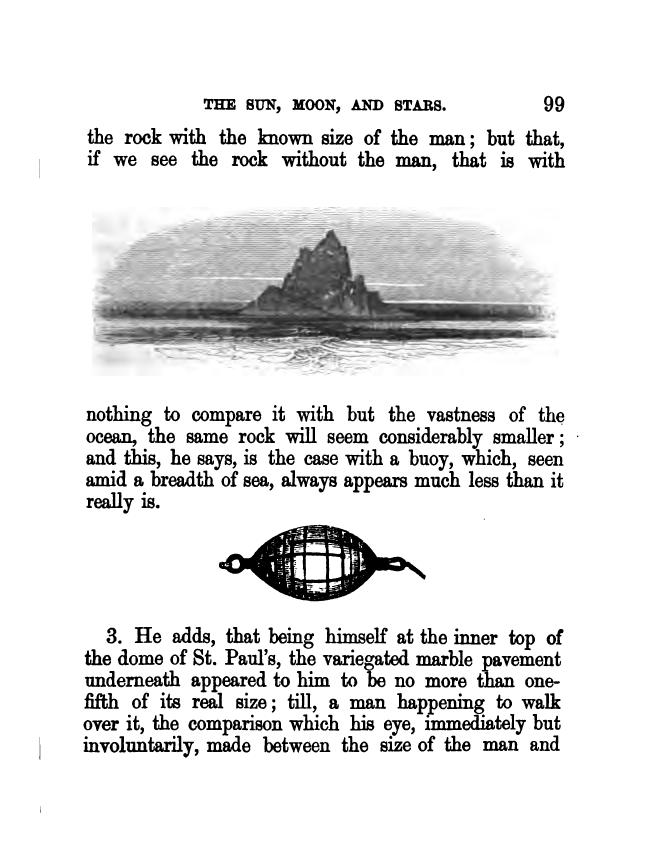 THE SUN, MOON, AND STARS. 99
the rock with the known size of the man; but that,
if we see the rock without the man, that is with
nothing to compare it with but the vastness of the
ocean, the same rock will seem considerably smaller;
and this, he says, is the case with a buoy, which, seen
amid a breadth of sea, always appears much less than it
really is.
3. He adds, that being himself at the inner top of
the dome of St. Paul's, the variegated marble pavement
underneath appeared to him to be no more than one-
fifth of its real size; till, a man happening to walk
over it, the comparison which his eye, immediately but
involuntarily, made between the size of the man and